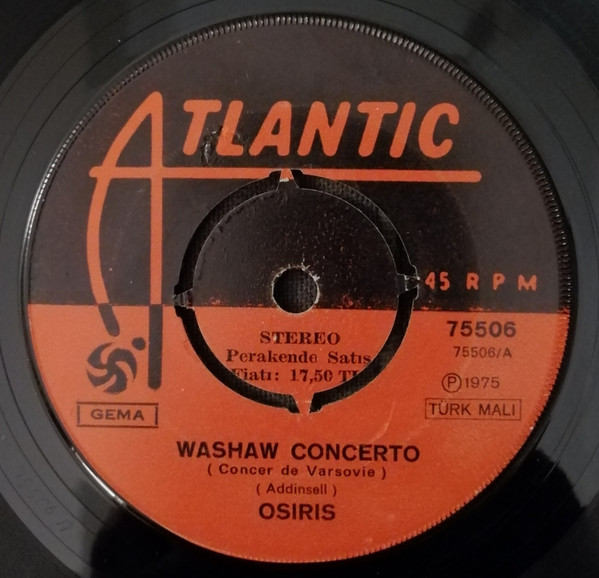 ATLANTIC
45 RPM
STEREO
Perakende Satış
Fiatı: 17,50
75506
75506/A
Ⓟ 1975
GEMA
TÜRK MALI
WASHAW CONCERTO
( Concer de Varsovie )
( Addinsell )
OSIRIS